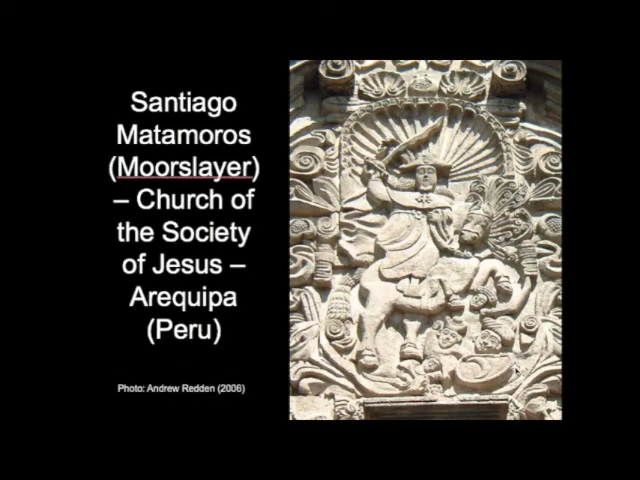 Santiago
Matamoros
(Moorslayer)
– Church of
the Society
of Jesus –
Arequipa
(Peru)
Photo: Andrew Redden (2006)